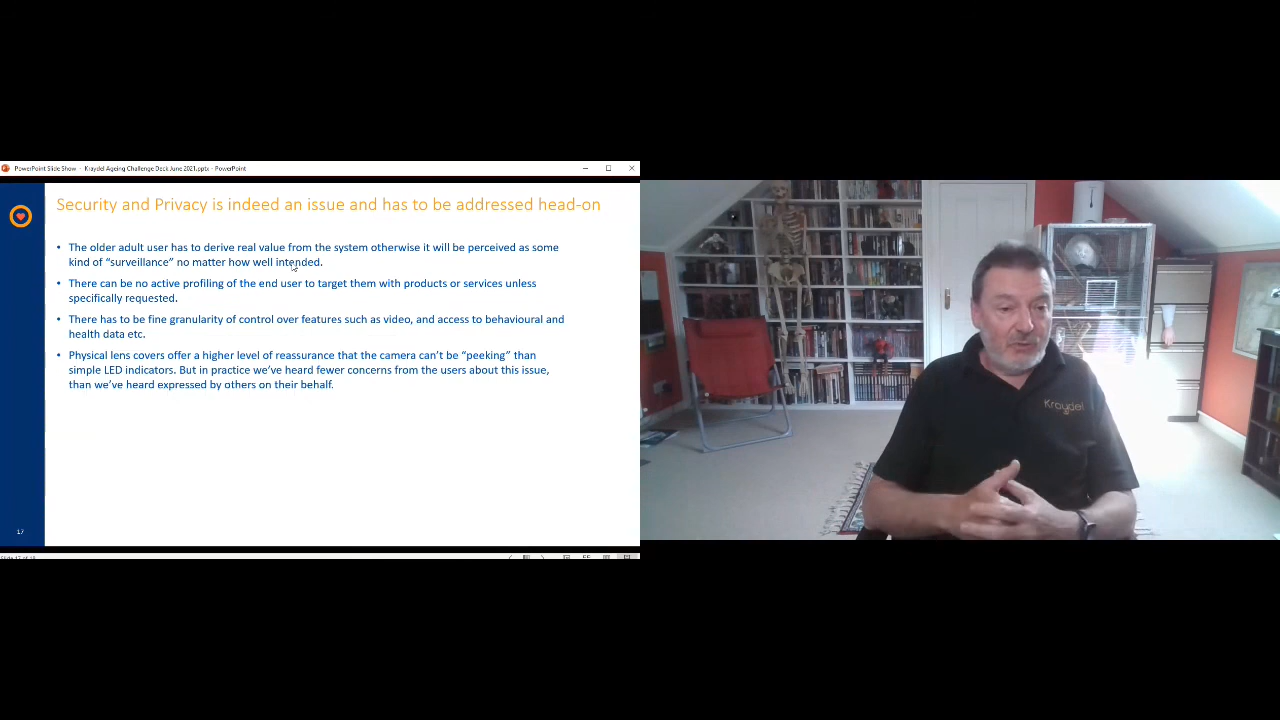 PowerPoint Slide Show - Kraydel Ageing Challenge Deck June 2021.pptx - PowerPoint
Security and Privacy is indeed an issue and has to be addressed head-on
• The older adult user has to derive real value from the system otherwise it will be perceived as some
kind of “surveillance” no matter how well intended.
• There can be no active profiling of the end user to target them with products or services unless
specifically requested.
• There has to be fine granularity of control over features such as video, and access to behavioural and
health data etc.
• Physical lens covers offer a higher level of reassurance that the camera can’t be “peeking” than
simple LED indicators. But in practice we’ve heard fewer concerns from the users about this issue,
than we’ve heard expressed by others on their behalf.
17
Slide 17 of 18
Kraydel